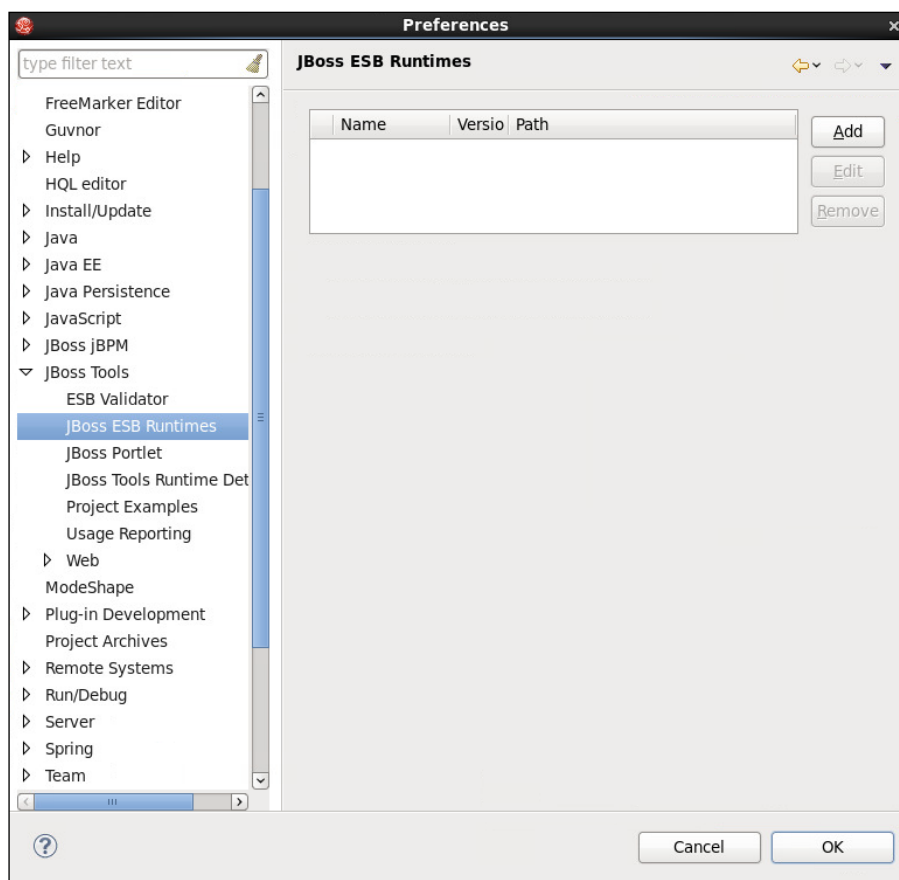 Preferences
type filter text
FreeMarker Editor
Guvnor
Help
HQL editor
Install/Update
Java
Java EE
Java Persistence
JavaScript
JBoss jBPM
JBoss Tools
ESB Validator
JBoss ESB Runtimes
JBoss Portlet
JBoss Tools Runtime Det
Project Examples
Usage Reporting
Web
ModeShape
Plug-in Development
Project Archives
Remote Systems
Run/Debug
Server
Spring
Team
JBoss ESB Runtimes
Name Versio Path
Add
Edit
Remove
Cancel OK